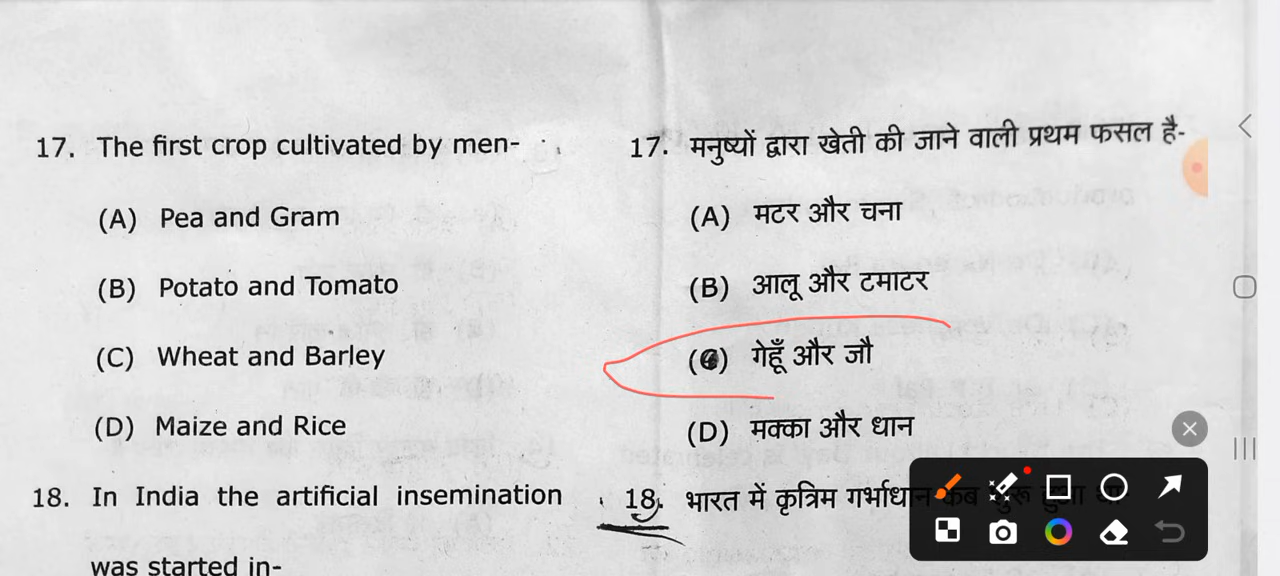 17. The first crop cultivated by men-
(A) Pea and Gram
(B) Potato and Tomato
(C) Wheat and Barley
(D) Maize and Rice
18. In India the artificial insemination
was started in-
17. मनुष्यों द्वारा खेती की जाने वाली प्रथम फसल है-
(A) मटर और चना
(B) आलू और टमाटर
(C) गेहूँ और जौ
(D) मक्का और धान
18. भारत में कृत्रिम गर्भाधान कब शुरू हुआ था